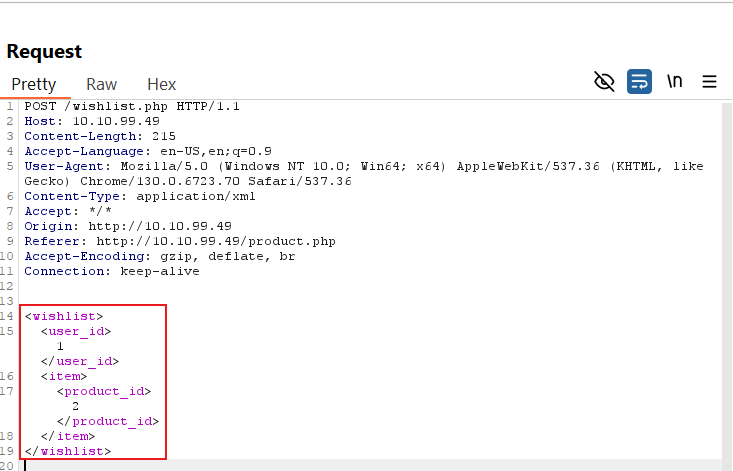 Request
Pretty Raw Hex \n
1 POST /wishlist.php HTTP/1.1
2 Host: 10.10.99.49
3 Content-Length: 215
4 Accept-Language: en-US,en;q=0.9
5 User-Agent: Mozilla/5.0 (Windows NT 10.0; Win64; x64) AppleWebKit/537.36 (KHTML, like
Gecko) Chrome/130.0.6723.70 Safari/537.36
6 Content-Type: application/xml
7 Accept: */*
8 Origin: http://10.10.99.49
9 Referer: http://10.10.99.49/product.php
10 Accept-Encoding: gzip, deflate, br
11 Connection: keep-alive
12
13
14 <wishlist>
15 <user_id>
1
</user_id>
16 <item>
17 <product_id>
2
</product_id>
18 </item>
19 </wishlist>
20